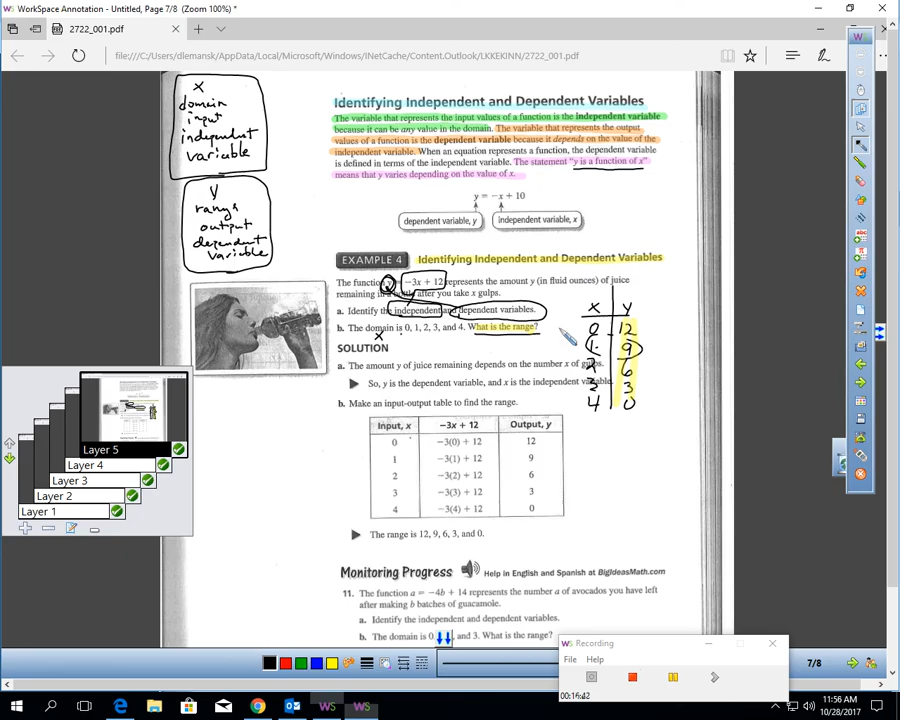 WorkSpace Annotation - Untitled, Page 7/8 (Zoom 100%) *
2722_001.pdf
file:///C:/Users/dlemansk/AppData/Local/Microsoft/Windows/INetCache/Content.Outlook/LKKEKINN/2722_001.pdf
x
domain
input
independent
variable
y
range
output
dependent
variable
Identifying Independent and Dependent Variables
The variable that represents the input values of a function is the independent variable
because it can be any value in the domain. The variable that represents the output
values of a function is the dependent variable because it depends on the value of the
independent variable. When an equation represents a function, the dependent variable
is defined in terms of the independent variable. The statement “y is a function of x”
means that y varies depending on the value of x.
y = −x + 10
dependent variable, y
independent variable, x
EXAMPLE 4
Identifying Independent and Dependent Variables
The function y = −3x + 12 represents the amount y (in fluid ounces) of juice
remaining in a bottle after you take x gulps.
a. Identify the independent and dependent variables.
b. The domain is 0, 1, 2, 3, and 4. What is the range?
x
x y
0 12
1 9
2 6
3 3
4 0
SOLUTION
a. The amount y of juice remaining depends on the number x of gulps.
So, y is the dependent variable, and x is the independent variable.
b. Make an input-output table to find the range.
Input, x −3x + 12 Output, y
0 −3(0) + 12 12
1 −3(1) + 12 9
2 −3(2) + 12 6
3 −3(3) + 12 3
4 −3(4) + 12 0
The range is 12, 9, 6, 3, and 0.
Monitoring Progress
Help in English and Spanish at BigIdeasMath.com
11. The function a = −4b + 14 represents the number a of avocados you have left
after making b batches of guacamole.
a. Identify the independent and dependent variables.
b. The domain is 0, and 3. What is the range?
Layer 5
Layer 4
Layer 3
Layer 2
Layer 1
Recording
File Help
00:16:42
7/8
11:56 AM
10/28/2017